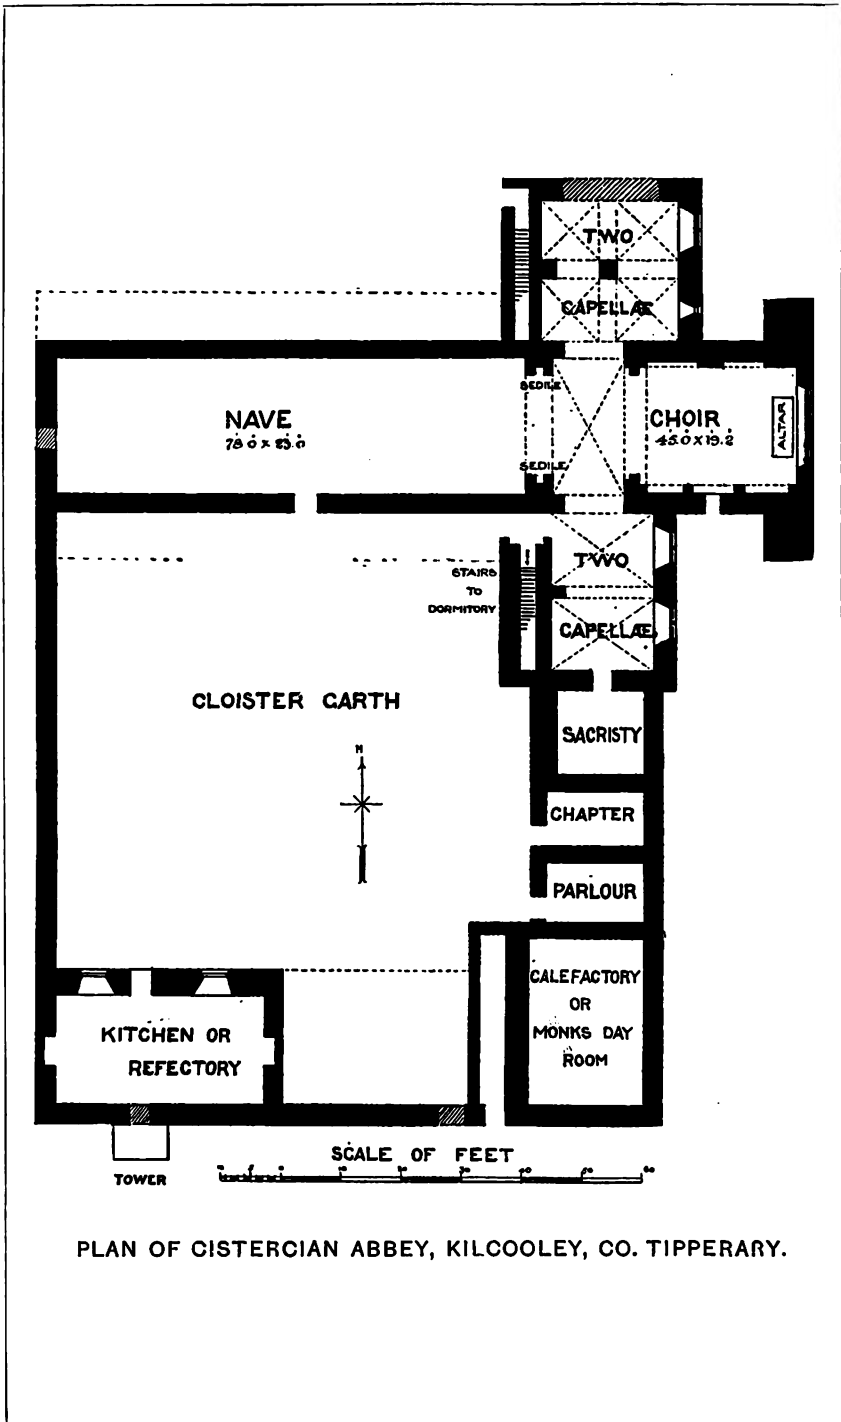 TWO
CAPELLAE
NAVE
78.0 x 23.0
SEDILE
SEDILE
CHOIR
45.0 x 19.2
ALTAR
TWO
CAPELLAE
STAIRS
TO
DORMITORY
CLOISTER GARTH
N
SACRISTY
CHAPTER
PARLOUR
CALEFACTORY
OR
MONKS DAY
ROOM
KITCHEN OR
REFECTORY
TOWER
SCALE OF FEET
PLAN OF CISTERCIAN ABBEY, KILCOOLEY, CO. TIPPERARY.